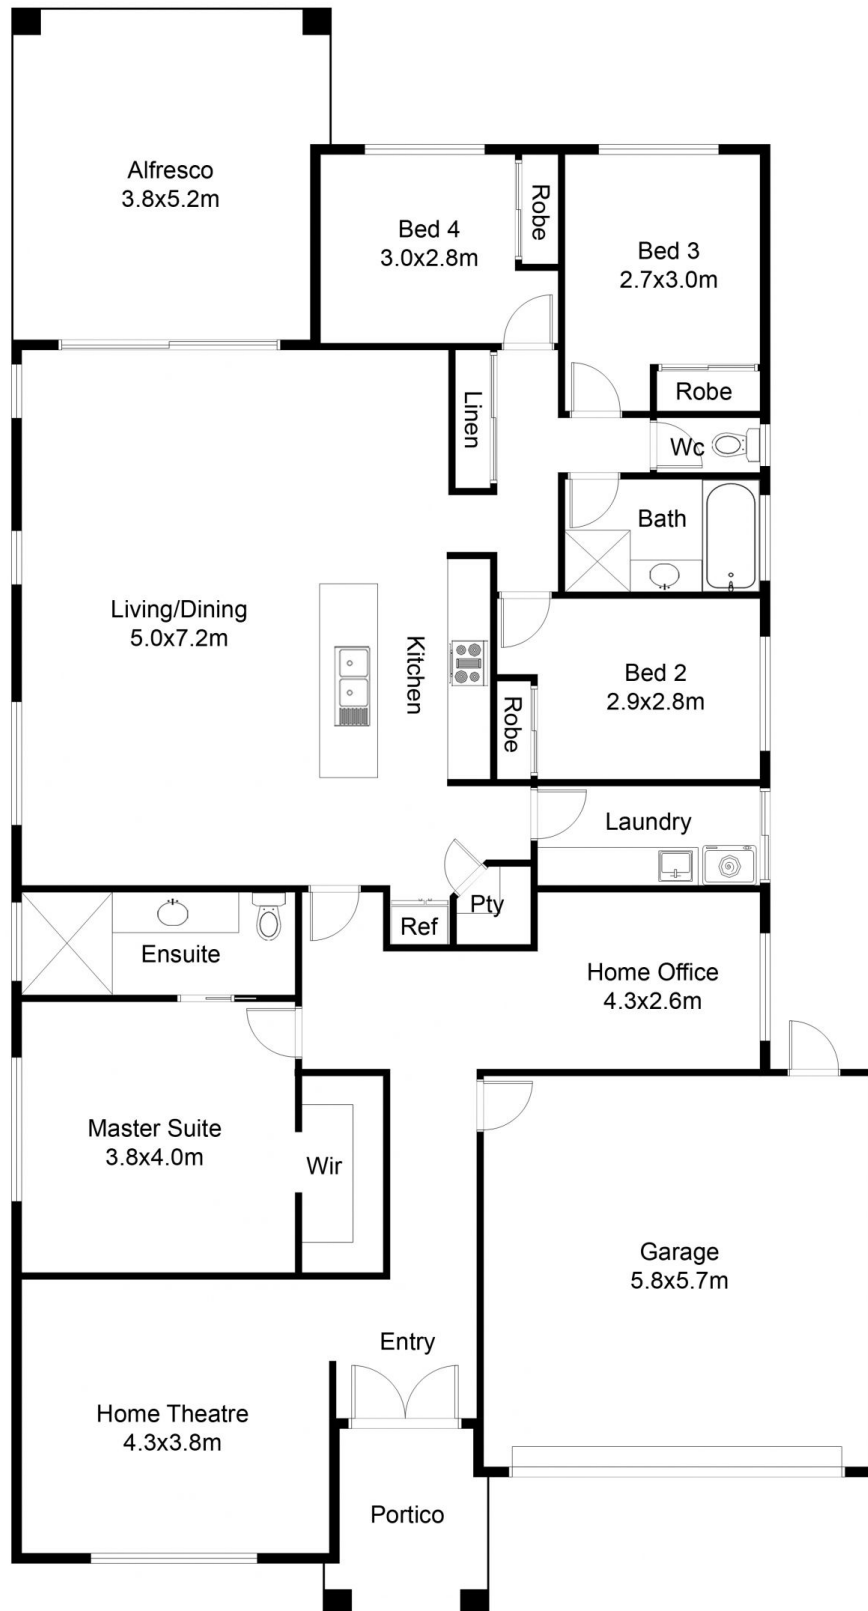 Alfresco
3.8x5.2m
Bed 4
3.0x2.8m
Robe
Bed 3
2.7x3.0m
Robe
Linen
Wc
Bath
Living/Dining
5.0x7.2m
Kitchen
Bed 2
2.9x2.8m
Robe
Laundry
Pty
Ref
Ensuite
Home Office
4.3x2.6m
Master Suite
3.8x4.0m
Wir
Garage
5.8x5.7m
Entry
Home Theatre
4.3x3.8m
Portico